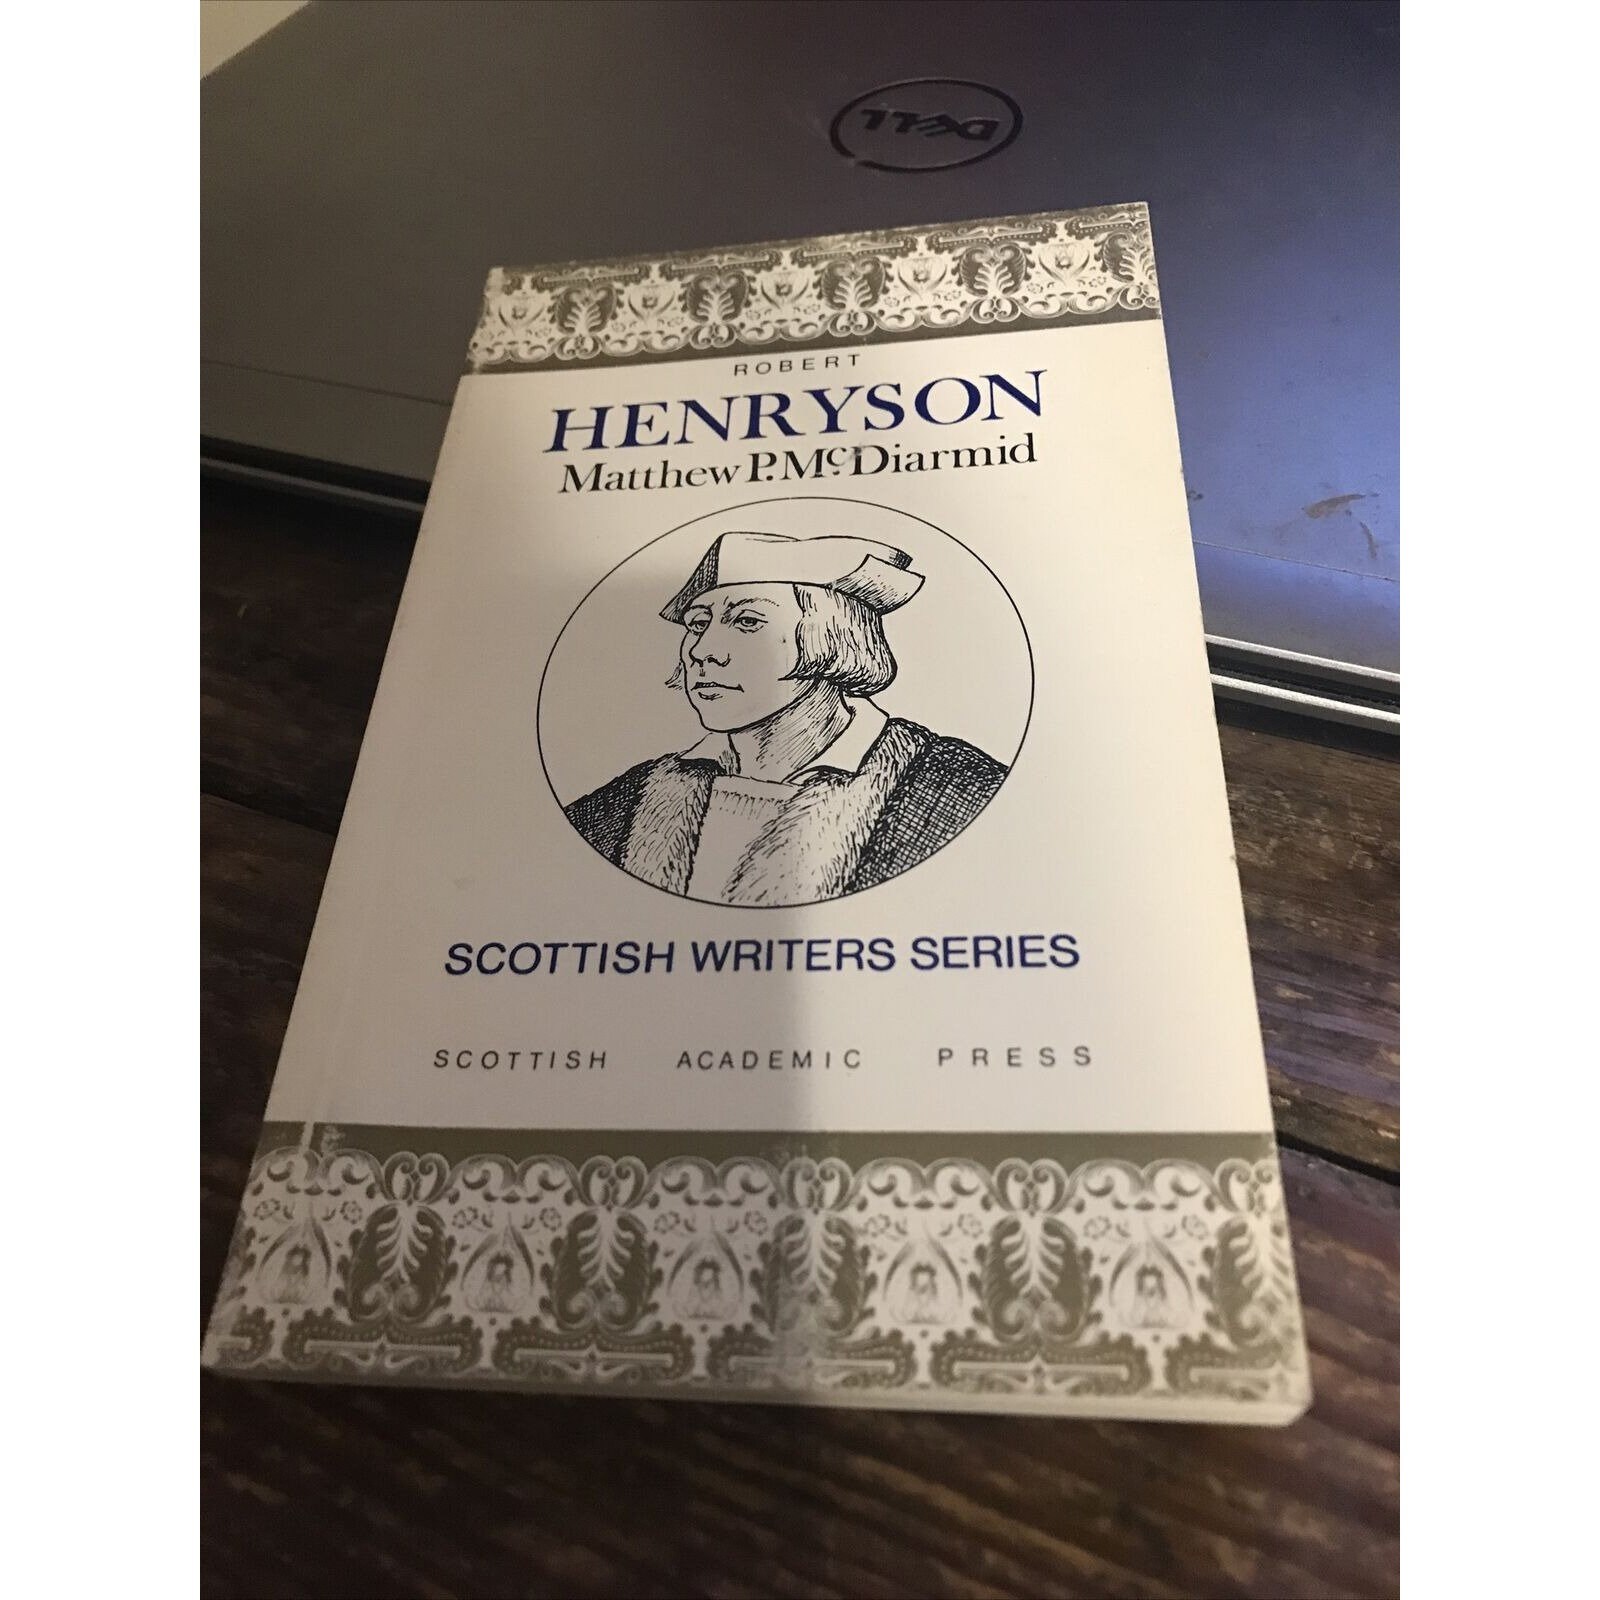 DELL
ROBERT
HENRYSON
Matthew P. McDiarmid
SCOTTISH WRITERS SERIES
SCOTTISH ACADEMIC PRESS